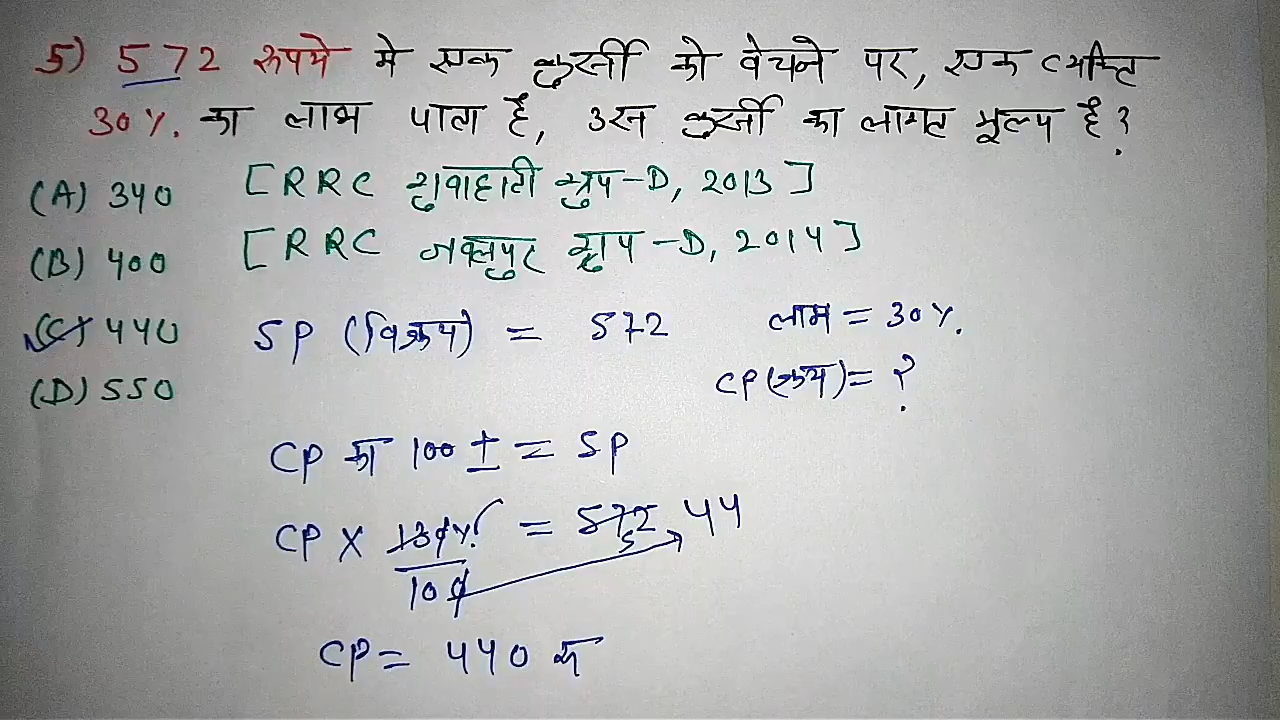 5) 572 रुपये मे एक कुर्सी को बेचने पर, एक व्यक्ति
30%. का लाभ पाता है, उस कुर्सी का लागत मूल्य है?
(A) 340 [RRC गुवाहाटी ग्रुप-D, 2013]
(B) 400 [RRC जबलपुर ग्रुप-D, 2014]
(C) 440 SP (विक्रय) = 572 लाभ = 30%.
(D) 550 CP(क्रय) = ?
CP का 100 ± = SP
CP X 130%. = 572 44
100
CP = 440 रु